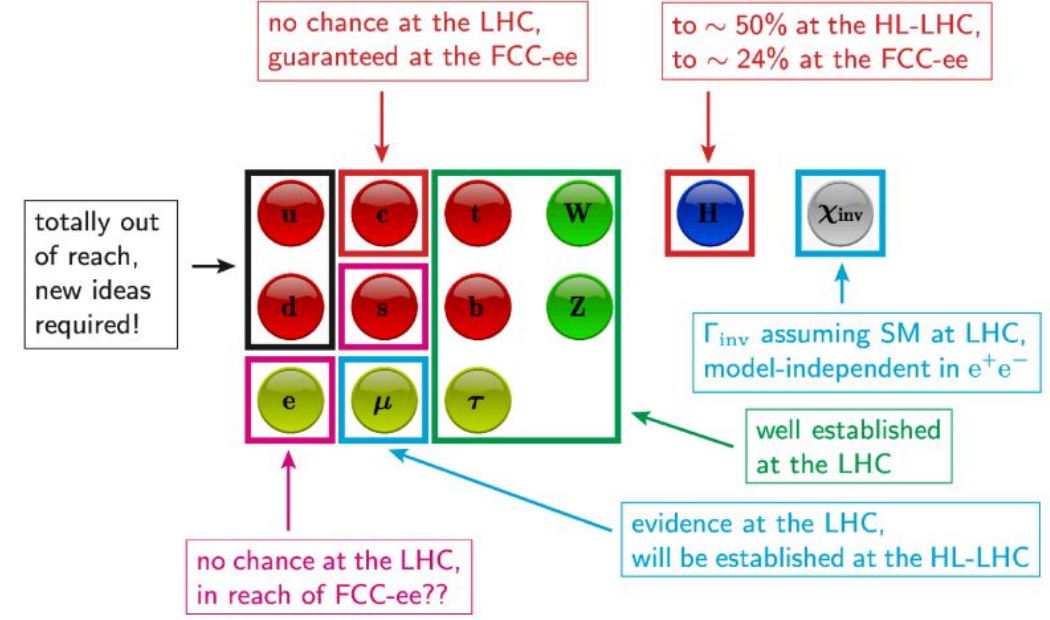 no chance at the LHC,
guaranteed at the FCC-ee
to ∼ 50% at the HL-LHC,
to ∼ 24% at the FCC-ee
totally out
of reach,
new ideas
required!
u c t W H χinv
d s b Z
e μ τ
Γinv assuming SM at LHC,
model-independent in e⁺e⁻
well established
at the LHC
evidence at the LHC,
will be established at the HL-LHC
no chance at the LHC,
in reach of FCC-ee??